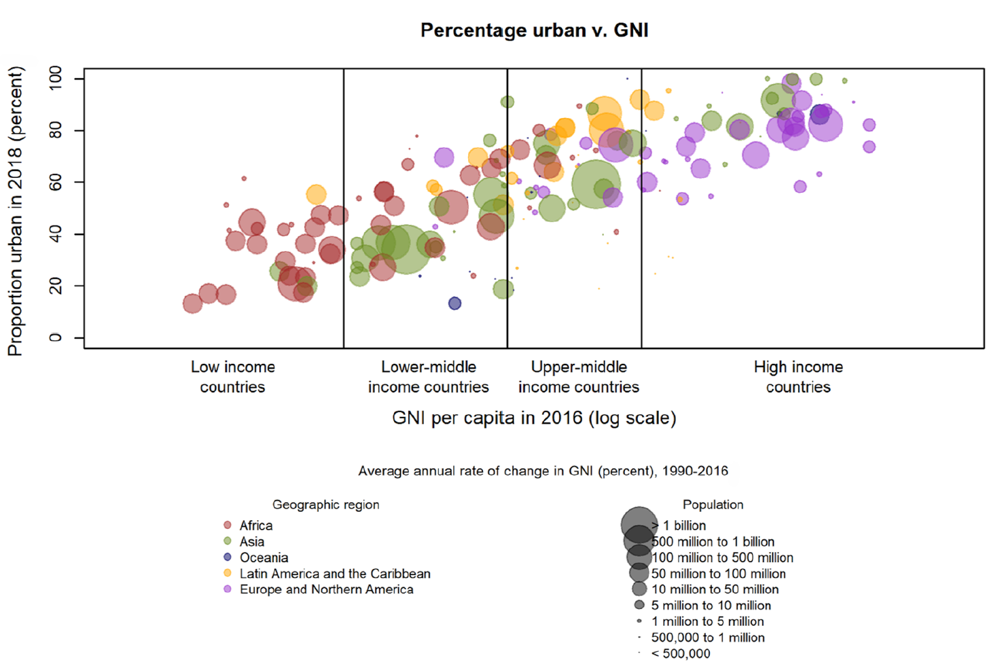 Percentage urban v. GNI
Proportion urban in 2018 (percent)
100
80
60
40
20
0
Low income
countries
Lower-middle
income countries
Upper-middle
income countries
High income
countries
GNI per capita in 2016 (log scale)
Average annual rate of change in GNI (percent), 1990-2016
Geographic region
Africa
Asia
Oceania
Latin America and the Caribbean
Europe and Northern America
Population
> 1 billion
500 million to 1 billion
100 million to 500 million
50 million to 100 million
10 million to 50 million
5 million to 10 million
1 million to 5 million
500,000 to 1 million
< 500,000